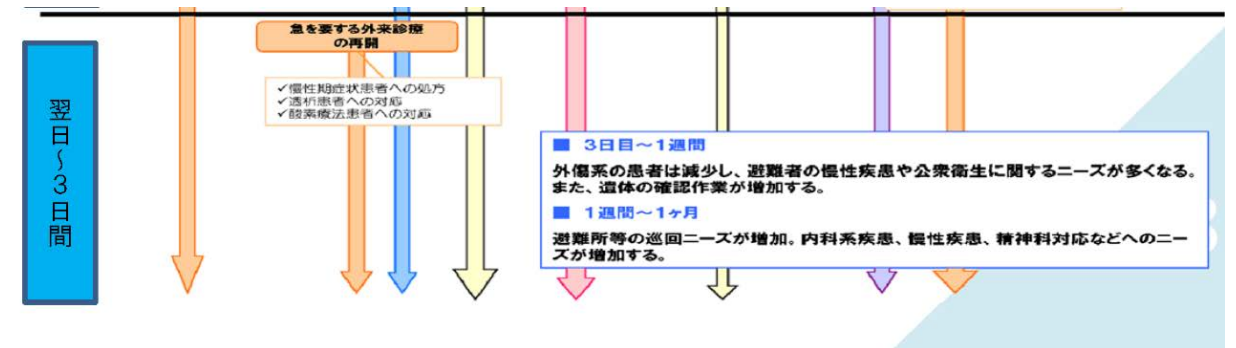 急を要する外来診療
の再開
✓慢性期症状患者への処方
✓透析患者への対応
✓酸素療法患者への対応
翌日～3日間
■ 3日目～1週間
外傷系の患者は減少し、避難者の慢性疾患や公衆衛生に関するニーズが多くなる。
また、遺体の確認作業が増加する。
■ 1週間～1ヶ月
避難所等の巡回ニーズが増加。内科系疾患、慢性疾患、精神科対応などへのニー
ズが増加する。